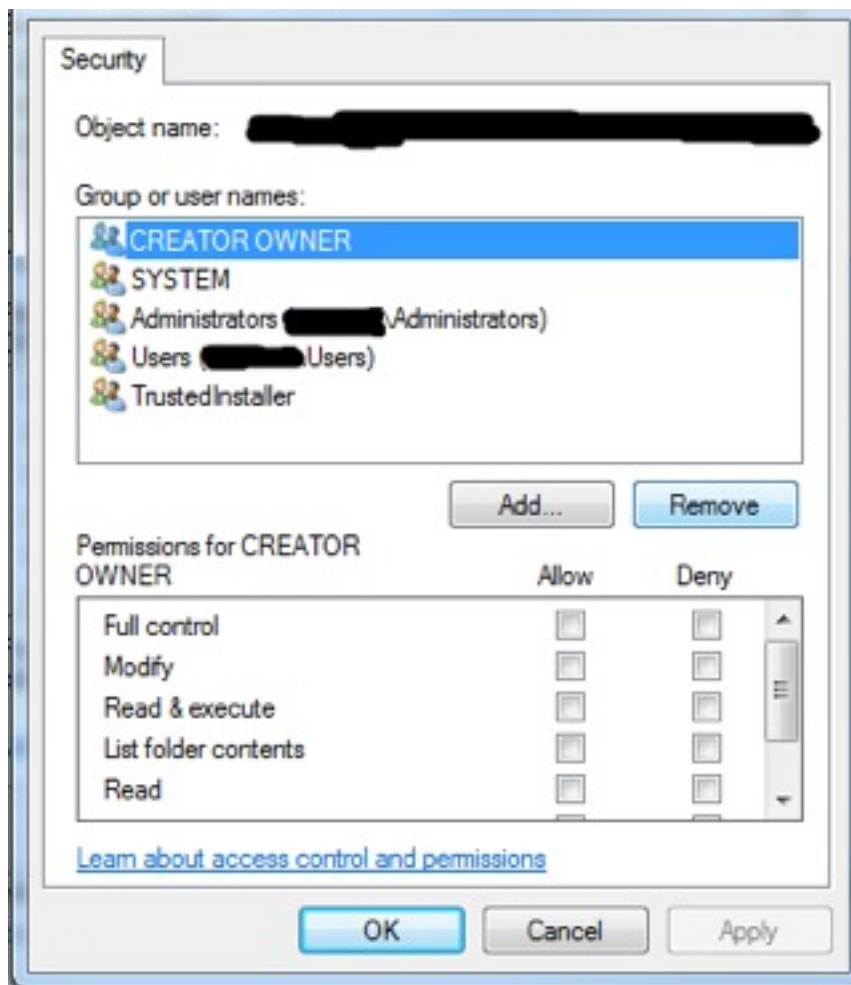 Security
Object name:
Group or user names:
CREATOR OWNER
SYSTEM
Administrators \Administrators)
Users ( Users)
TrustedInstaller
Add... Remove
Permissions for CREATOR
OWNER Allow Deny
Full control
Modify
Read & execute
List folder contents
Read
Learn about access control and permissions
OK Cancel Apply